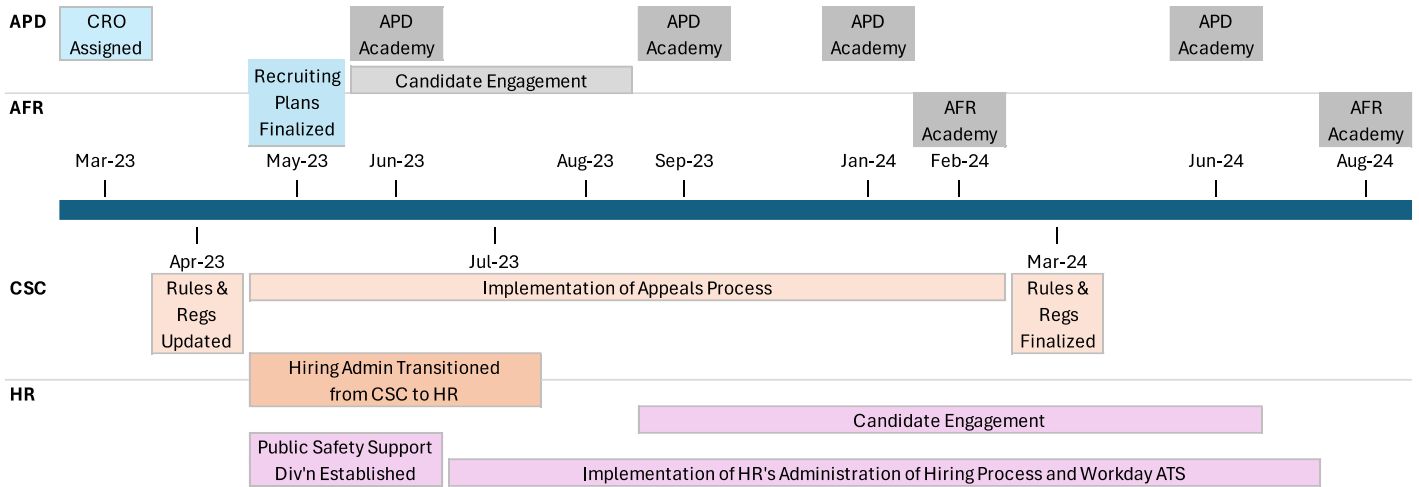 APD
CRO
Assigned
APD
Academy
APD
Academy
APD
Academy
APD
Academy
Recruiting
Plans
Finalized
Candidate Engagement
AFR
AFR
Academy
AFR
Academy
Mar-23
May-23
Jun-23
Aug-23
Sep-23
Jan-24
Feb-24
Jun-24
Aug-24
Apr-23
Jul-23
Mar-24
CSC
Rules &
Regs
Updated
Implementation of Appeals Process
Rules &
Regs
Finalized
Hiring Admin Transitioned
from CSC to HR
HR
Candidate Engagement
Public Safety Support
Div'n Established
Implementation of HR's Administration of Hiring Process and Workday ATS